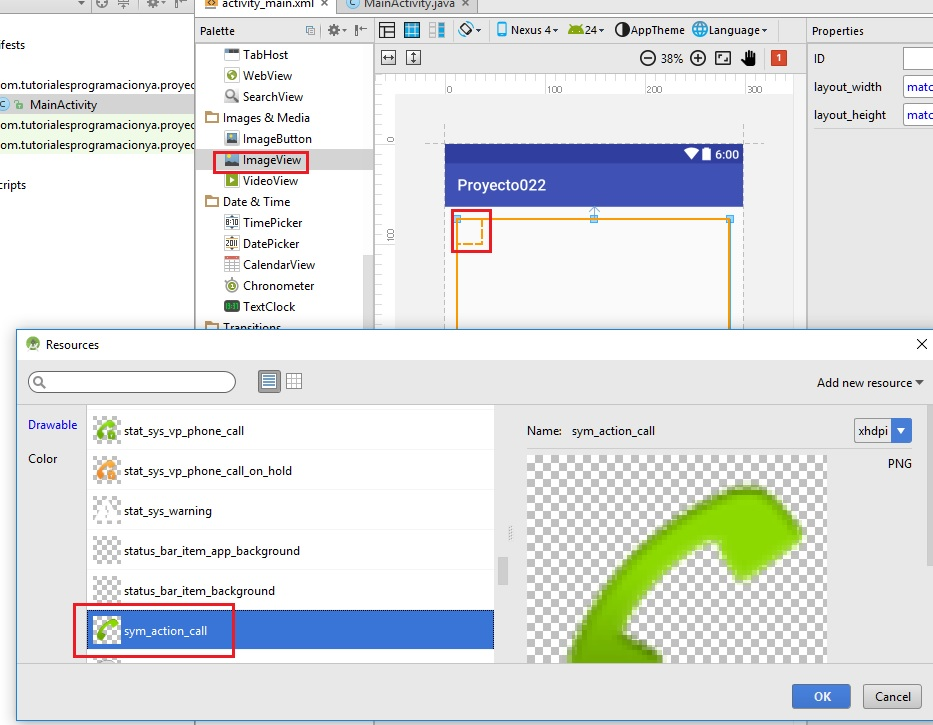 activity_main.xml
MainActivity.java
Palette
Nexus 4
24
AppTheme
Language
Properties
ifests
TabHost
WebView
SearchView
38%
1
ID
om.tutorialesprogramacionya.proyec
MainActivity
om.tutorialesprogramacionya.proyec
om.tutorialesprogramacionya.proyec
cripts
layout_width
matc
layout_height
matc
0
100
200
300
0
100
Images & Media
ImageButton
ImageView
VideoView
Date & Time
TimePicker
DatePicker
CalendarView
Chronometer
TextClock
Transitions
6:00
Proyecto022
Resources
Add new resource
Drawable
Color
stat_sys_vp_phone_call
stat_sys_vp_phone_call_on_hold
stat_sys_warning
status_bar_item_app_background
status_bar_item_background
sym_action_call
Name: sym_action_call
xhdpi
PNG
OK
Cancel